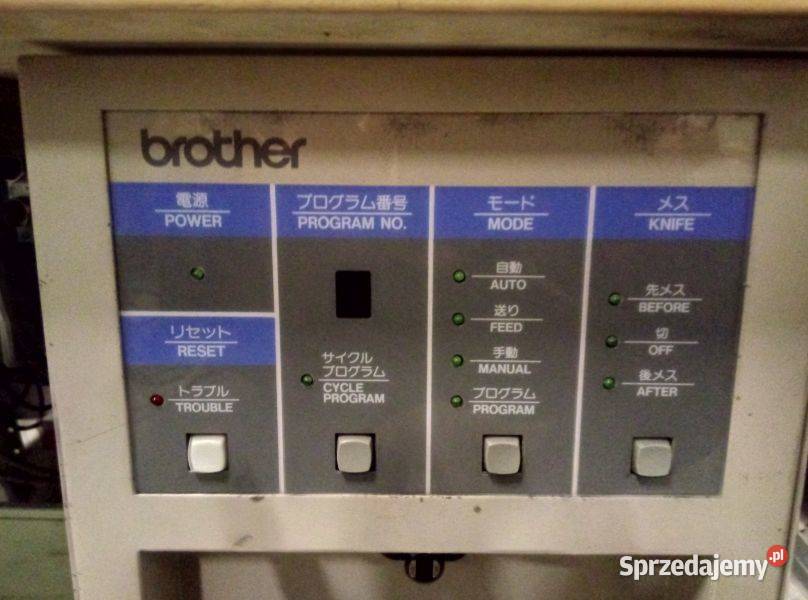 brother
電源
POWER
リセット
RESET
トラブル
TROUBLE
プログラム番号
PROGRAM NO.
サイクル
プログラム
CYCLE
PROGRAM
モード
MODE
自動
AUTO
送り
FEED
手動
MANUAL
プログラム
PROGRAM
メス
KNIFE
先メス
BEFORE
切
OFF
後メス
AFTER
Sprzedajemy.pl